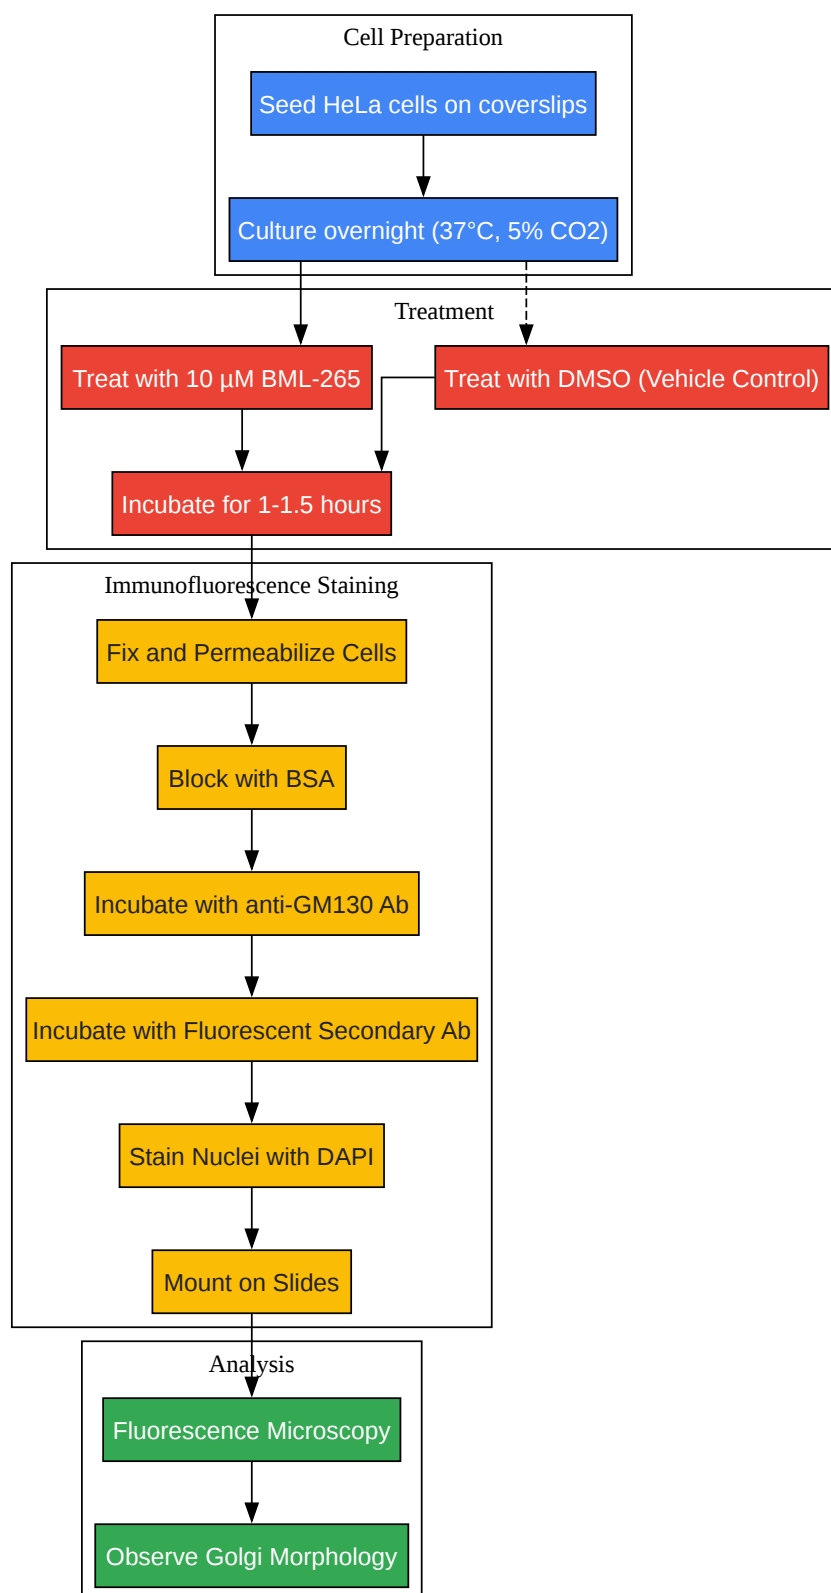 Cell Preparation
Seed HeLa cells on coverslips
Culture overnight (37°C, 5% CO2)
Treatment
Treat with 10 µM BML-265
Treat with DMSO (Vehicle Control)
Incubate for 1-1.5 hours
Immunofluorescence Staining
Fix and Permeabilize Cells
Block with BSA
Incubate with anti-GM130 Ab
Incubate with Fluorescent Secondary Ab
Stain Nuclei with DAPI
Mount on Slides
Analysis
Fluorescence Microscopy
Observe Golgi Morphology